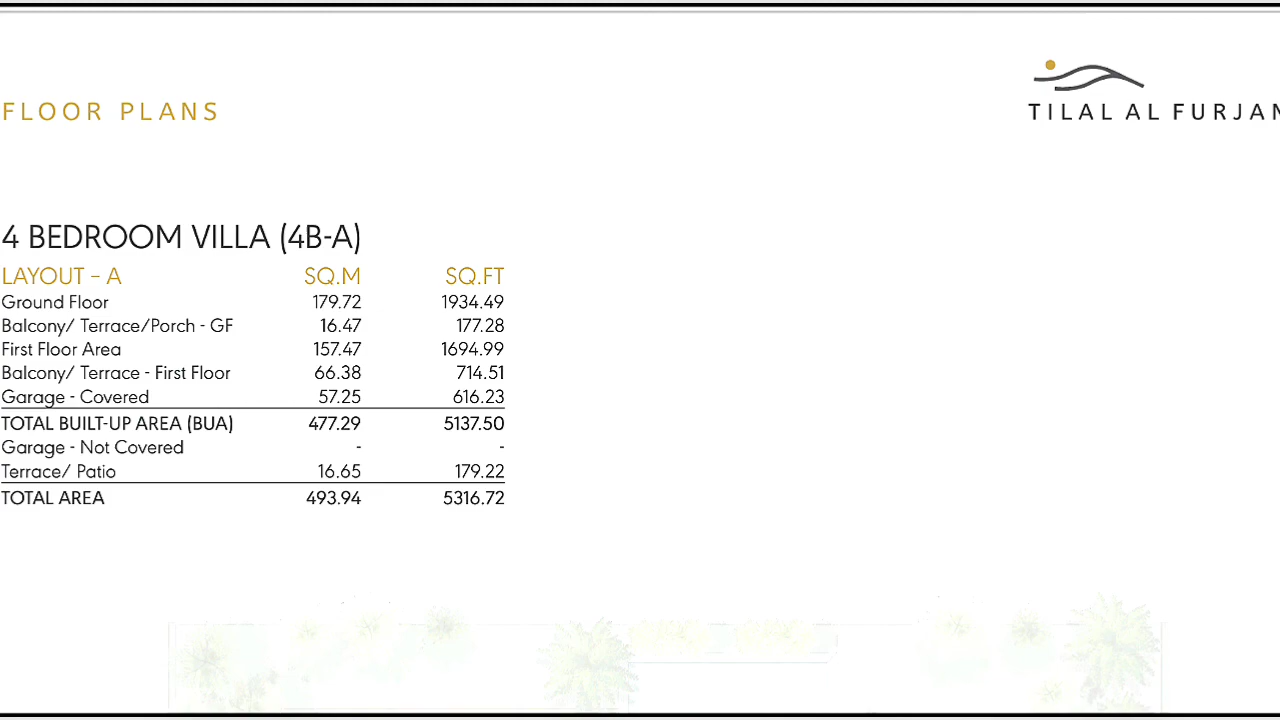 FLOOR PLANS
TILAL AL FURJAN
4 BEDROOM VILLA (4B-A)
LAYOUT – A SQ.M SQ.FT
Ground Floor 179.72 1934.49
Balcony/ Terrace/Porch - GF 16.47 177.28
First Floor Area 157.47 1694.99
Balcony/ Terrace - First Floor 66.38 714.51
Garage - Covered 57.25 616.23
TOTAL BUILT-UP AREA (BUA) 477.29 5137.50
Garage - Not Covered - -
Terrace/ Patio 16.65 179.22
TOTAL AREA 493.94 5316.72